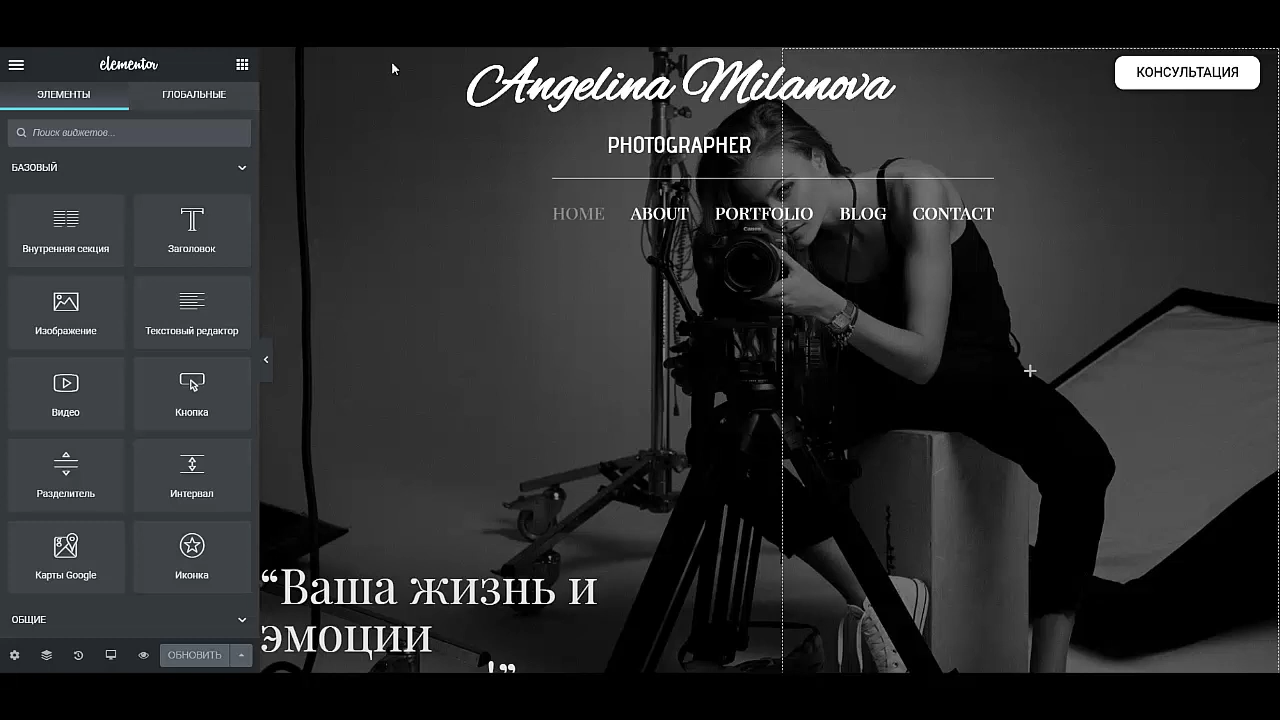 elementor
ЭЛЕМЕНТЫ
ГЛОБАЛЬНЫЕ
Поиск виджетов...
БАЗОВЫЙ
Внутренняя секция
Заголовок
Изображение
Текстовый редактор
Видео
Кнопка
Разделитель
Интервал
Карты Google
Иконка
ОБЩИЕ
ОБНОВИТЬ
Angelina Milanova
КОНСУЛЬТАЦИЯ
PHOTOGRAPHER
HOME ABOUT PORTFOLIO BLOG CONTACT
Canon
“Ваша жизнь и
эмоции